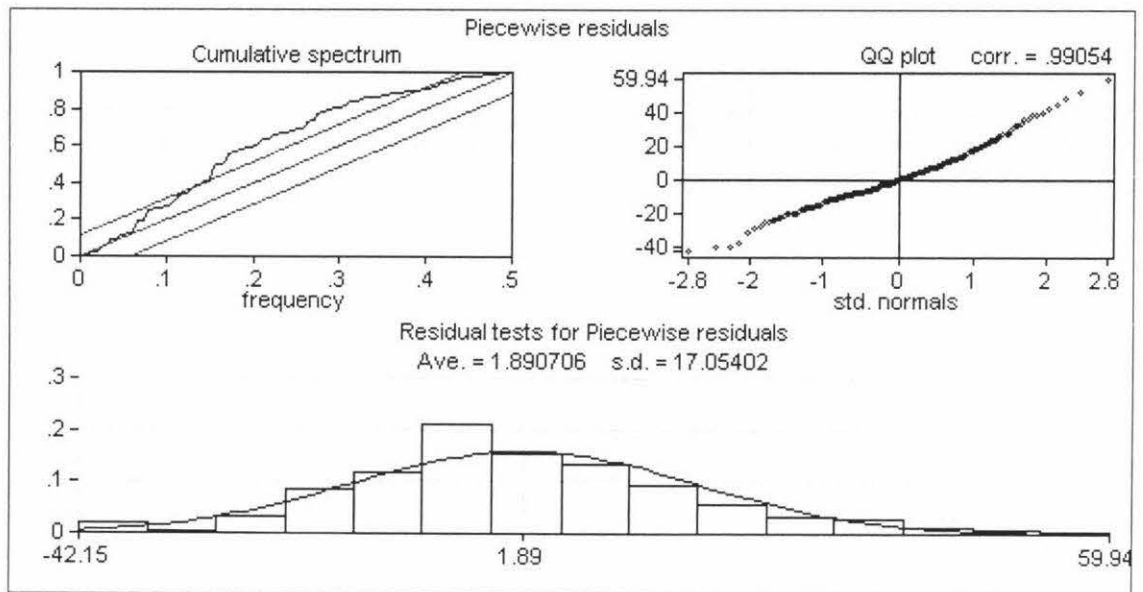 Piecewise residuals
Cumulative spectrum
1
.8
.6
.4
.2
0
0 .1 .2 .3 .4 .5
frequency
QQ plot corr. = .99054
59.94
40
20
0
-20
-40
-2.8 -2 -1 0 1 2 2.8
std. normals
Residual tests for Piecewise residuals
Ave. = 1.890706 s.d. = 17.05402
.3
.2
.1
0
-42.15 1.89 59.94